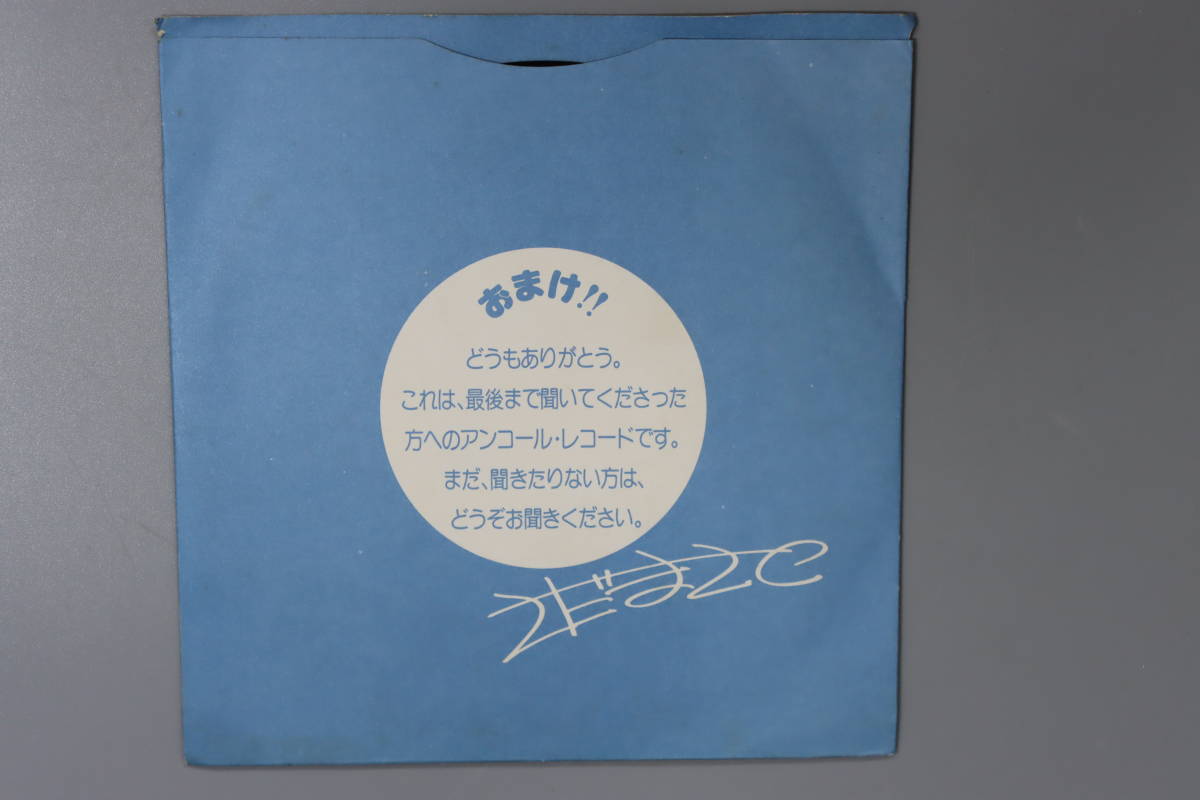 おまけ!!
どうもありがとう。
これは、最後まで聞いてくださった
方へのアンコール・レコードです。
まだ、聞きたりない方は、
どうぞお聞きください。